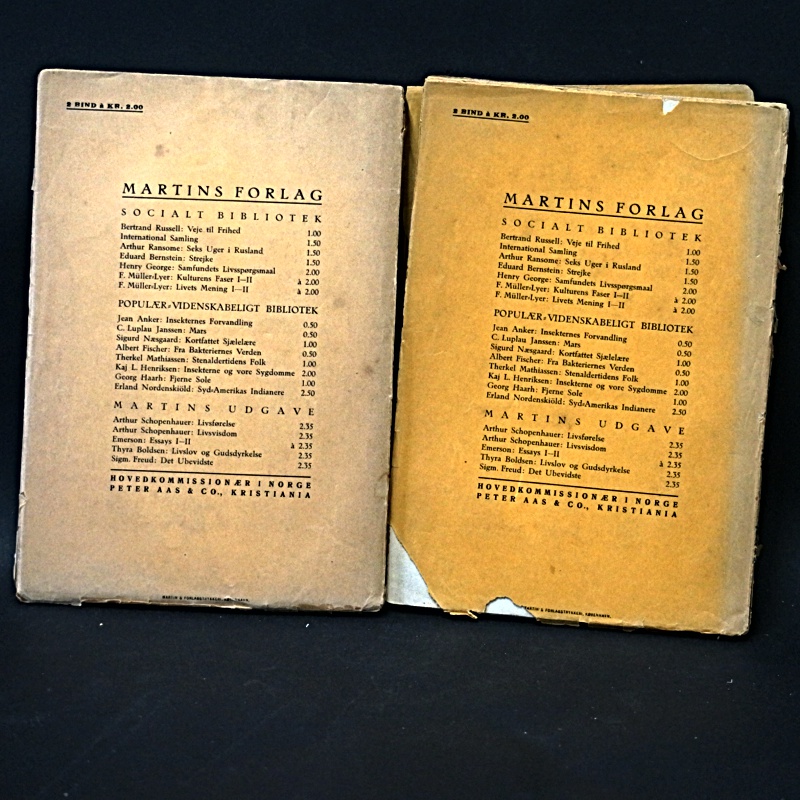 2 BIND à KR. 2.00
MARTINS FORLAG
SOCIALT BIBLIOTEK
Bertrand Russell: Veje til Frihed 1.00
International Samling 1.50
Arthur Ransome: Seks Uger i Rusland 1.50
Eduard Bernstein: Strejke 1.50
Henry George: Samfundets Livsspørgsmaal 2.00
F. Müller-Lyer: Kulturens Faser I—II à 2.00
F. Müller-Lyer: Livets Mening I—II à 2.00
POPULÆR-VIDENSKABELIGT BIBLIOTEK
Jean Anker: Insekternes Forvandling 0.50
C. Luplau Janssen: Mars 0.50
Sigurd Næsgaard: Kortfattet Sjælelære 1.00
Albert Fischer: Fra Bakteriernes Verden 0.50
Therkel Mathiassen: Stenaldertidens Folk 1.00
Kaj L. Henriksen: Insekterne og vore Sygdomme 2.00
Georg Haarh: Fjerne Sole 1.00
Erland Nordenskiöld: Syd-Amerikas Indianere 2.50
MARTINS UDGAVE
Arthur Schopenhauer: Livsførelse 2.35
Arthur Schopenhauer: Livsvisdom 2.35
Emerson: Essays I—II à 2.35
Thyra Boldsen: Livslov og Gudsdyrkelse 2.35
Sigm. Freud: Det Ubevidste 2.35
HOVEDKOMMISSIONÆR I NORGE
PETER AAS & CO., KRISTIANIA
2 BIND à KR. 2.00
MARTINS FORLAG
SOCIALT BIBLIOTEK
Bertrand Russell: Veje til Frihed 1.00
International Samling 1.50
Arthur Ransome: Seks Uger i Rusland 1.50
Eduard Bernstein: Strejke 1.50
Henry George: Samfundets Livsspørgsmaal 2.00
F. Müller-Lyer: Kulturens Faser I—II à 2.00
F. Müller-Lyer: Livets Mening I—II à 2.00
POPULÆR-VIDENSKABELIGT BIBLIOTEK
Jean Anker: Insekternes Forvandling 0.50
C. Luplau Janssen: Mars 0.50
Sigurd Næsgaard: Kortfattet Sjælelære 1.00
Albert Fischer: Fra Bakteriernes Verden 0.50
Therkel Mathiassen: Stenaldertidens Folk 1.00
Kaj L. Henriksen: Insekterne og vore Sygdomme 2.00
Georg Haarh: Fjerne Sole 1.00
Erland Nordenskiöld: Syd-Amerikas Indianere 2.50
MARTINS UDGAVE
Arthur Schopenhauer: Livsførelse 2.35
Arthur Schopenhauer: Livsvisdom 2.35
Emerson: Essays I—II à 2.35
Thyra Boldsen: Livslov og Gudsdyrkelse 2.35
Sigm. Freud: Det Ubevidste 2.35
HOVEDKOMMISSIONÆR I NORGE
PETER AAS & CO., KRISTIANIA